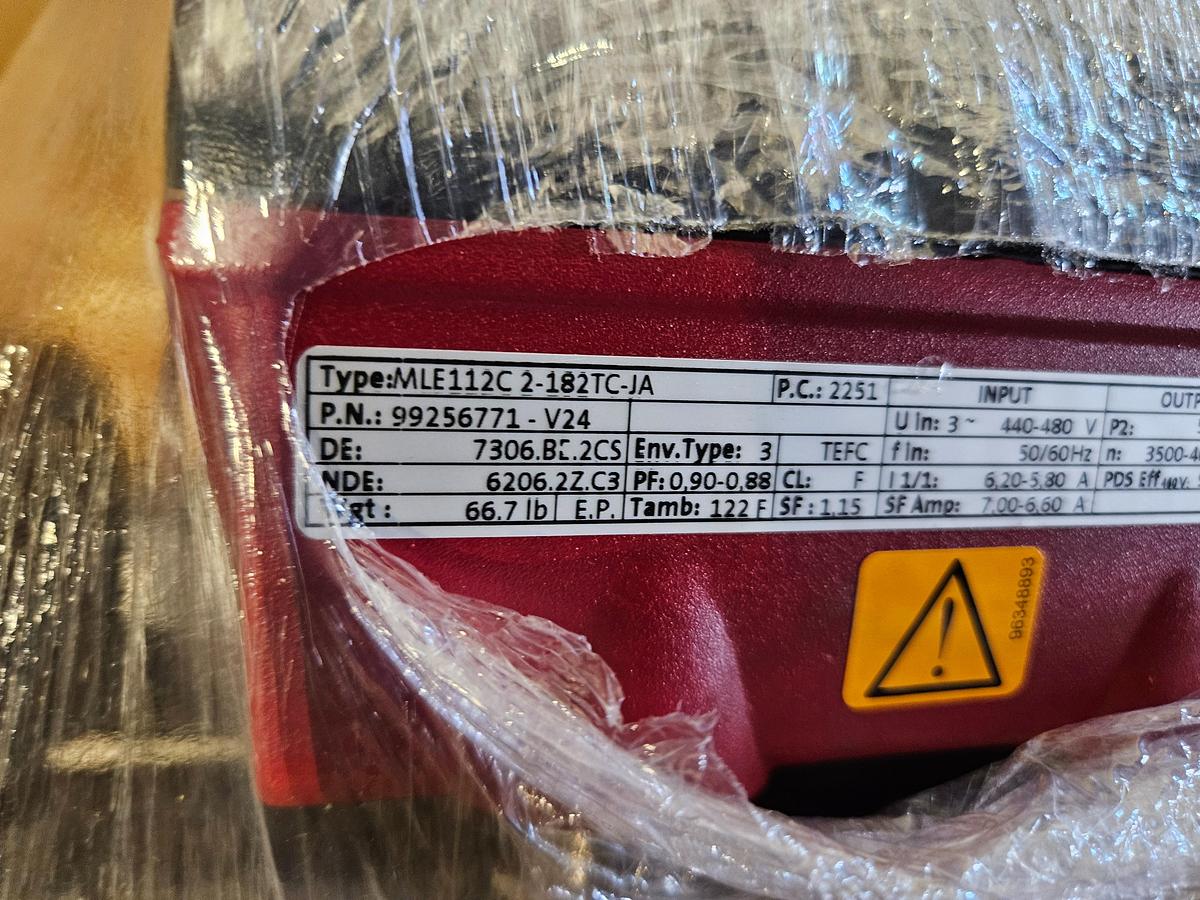 Type:MLE112C 2-182TC-JA P.C.: 2251 INPUT
P.N.: 99256771 - V24 U In: 3 ~ 440-480 V P2:
DE: Env.Type: 3 TEFC f In: 50/60Hz n:
NDE: 6206.2Z.C3 PF: 0,90-0,88 CL: F I 1/1: 6,20-5,80 A PDS Eff
66.7 lb E.P. Tamb: 122 F SF : 1.15 SF Amp: 7,00-6,60 A
96348893